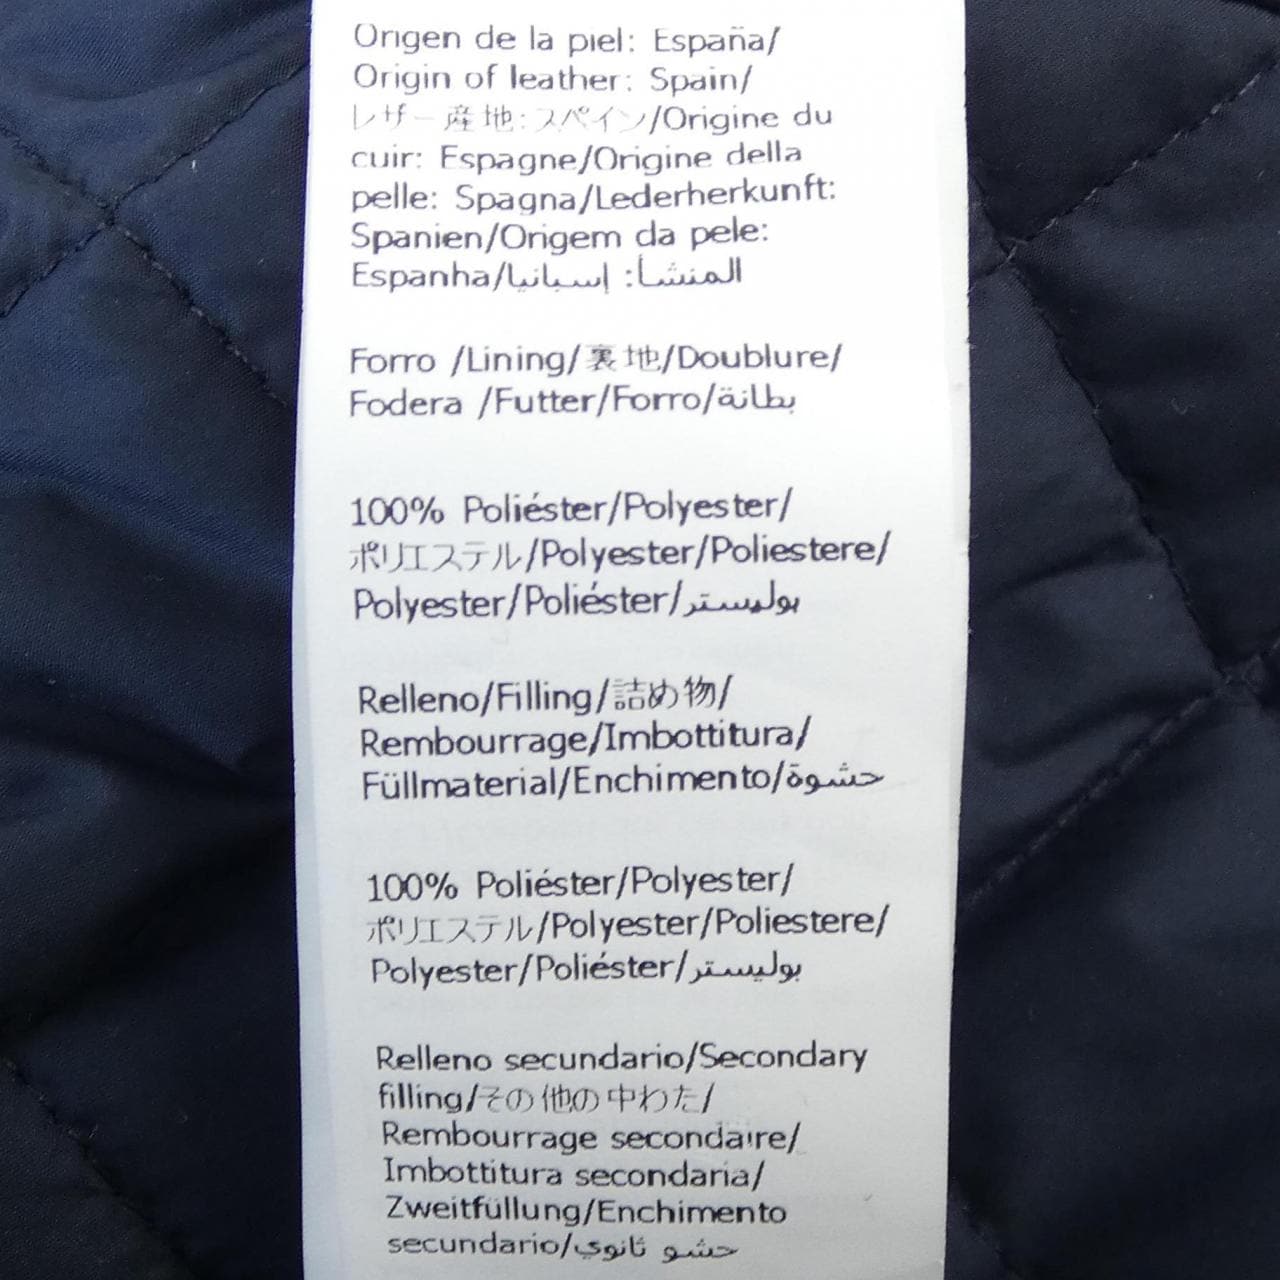 Origen de la piel: España/
Origin of leather: Spain/
レザー産地:スペイン/Origine du
cuir: Espagne/Origine della
pelle: Spagna/Lederherkunft:
Spanien/Origem da pele:
Espanha/المنشأ: إسبانيا
Forro /Lining/裏地/Doublure/
Fodera /Futter/Forro/بطانة
100% Poliéster/Polyester/
ポリエステル/Polyester/Poliestere/
Polyester/Poliéster/بوليستر
Relleno/Filling/詰め物/
Rembourrage/Imbottitura/
Füllmaterial/Enchimento/حشوة
100% Poliéster/Polyester/
ポリエステル/Polyester/Poliestere/
Polyester/Poliéster/بوليستر
Relleno secundario/Secondary
filling/その他の中わた/
Rembourrage secondaire/
Imbottitura secondaria/
Zweitfüllung/Enchimento
secundario/حشو ثانوي